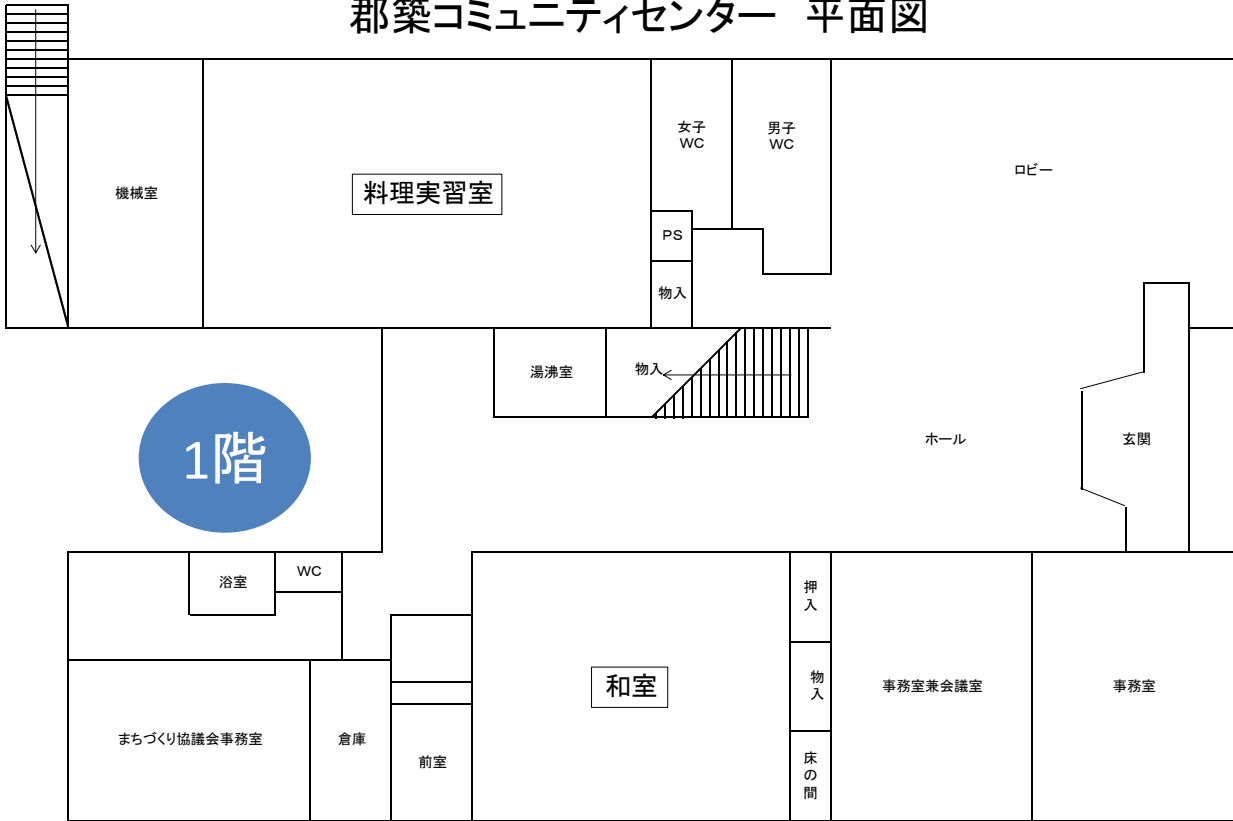 郡築コミュニティセンター　平面図
女子
WC
男子
WC
ロビー
機械室
料理実習室
PS
物入
湯沸室
物入
ホール
玄関
1階
浴室
WC
押
入
物
入
床
の
間
和室
事務室兼会議室
事務室
まちづくり協議会事務室
倉庫
前室